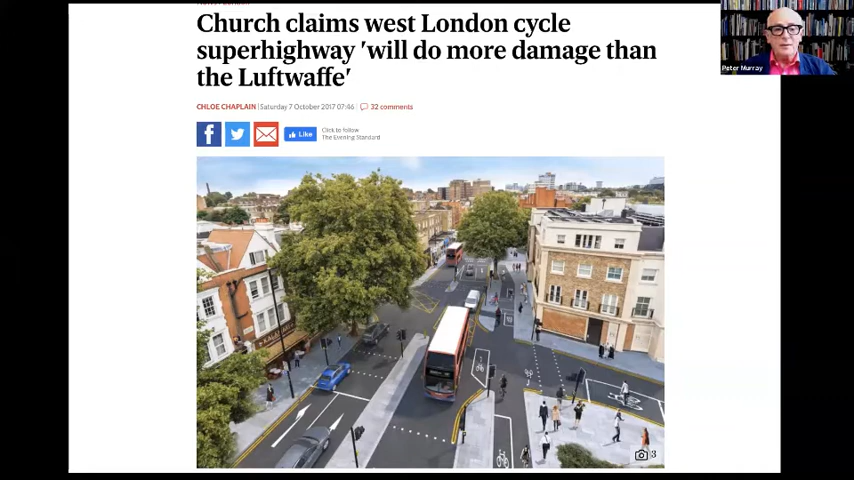 Church claims west London cycle
superhighway 'will do more damage than
the Luftwaffe'
CHLOE CHAPLAIN | Saturday 7 October 2017 07:46 | 32 comments
Like
Click to follow
The Evening Standard
Peter Murray
3